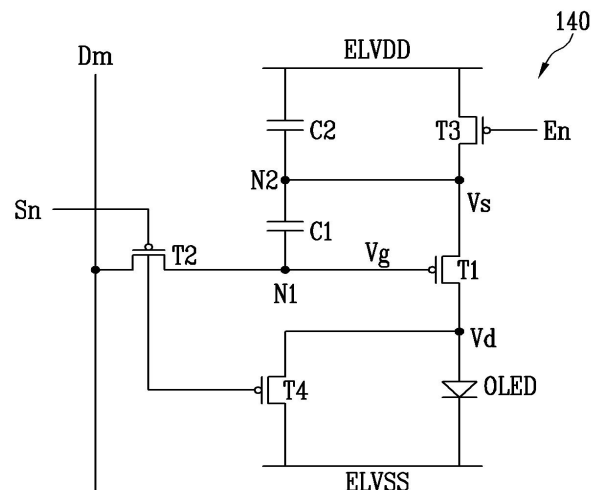 140
ELVDD
Dm
C2
T3
En
N2
Vs
Sn
C1
T2
Vg
T1
N1
Vd
T4
OLED
ELVSS